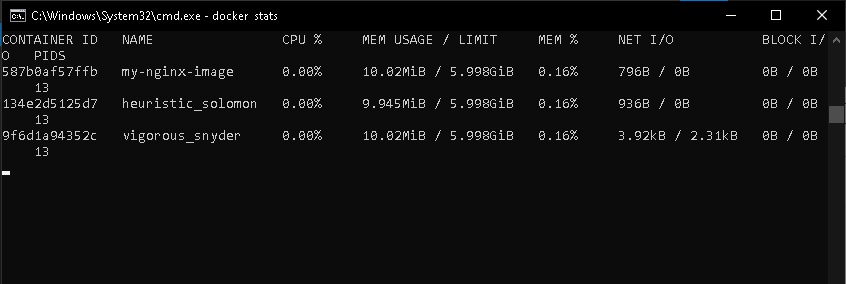 C:\Windows\System32\cmd.exe - docker stats
CONTAINER ID   NAME                CPU %     MEM USAGE / LIMIT     MEM %     NET I/O           BLOCK I/
O   PIDS
587b0af57ffb   my-nginx-image      0.00%     10.02MiB / 5.998GiB   0.16%     796B / 0B         0B / 0B
    13
134e2d5125d7   heuristic_solomon   0.00%     9.945MiB / 5.998GiB   0.16%     936B / 0B         0B / 0B
    13
9f6d1a94352c   vigorous_snyder     0.00%     10.02MiB / 5.998GiB   0.16%     3.92kB / 2.31kB   0B / 0B
    13